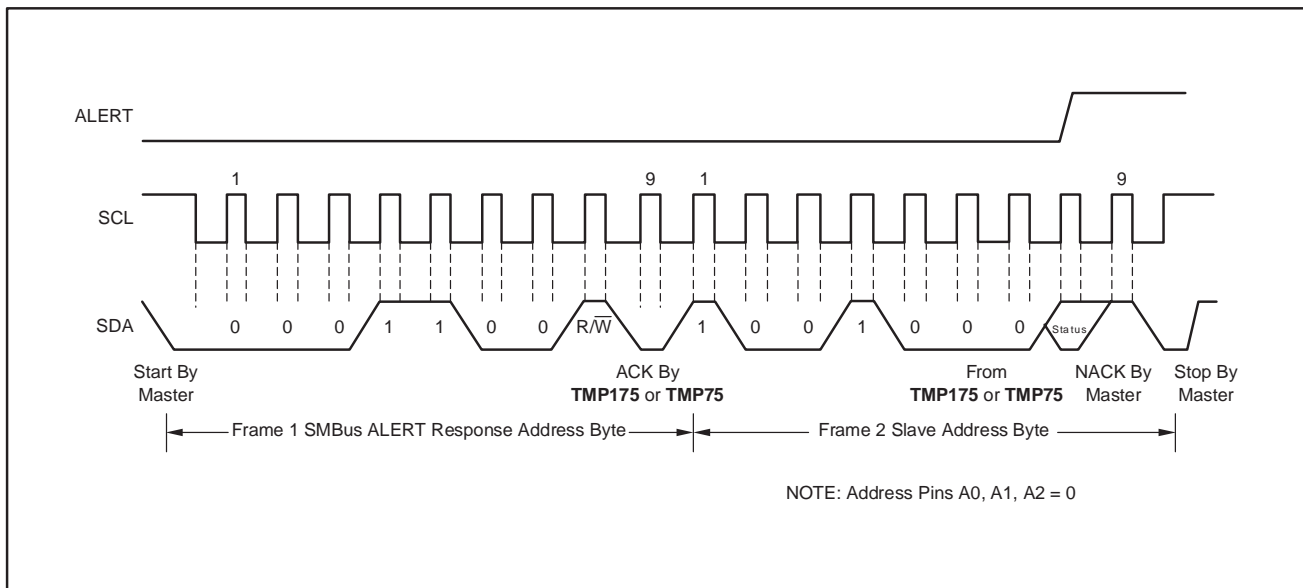 ALERT
1 9 1 9
SCL
SDA
0 0 0 1 1 0 0 R/W̅ 1 0 0 1 0 0 0 Status
Start By
Master
ACK By
TMP175 or TMP75
From
TMP175 or TMP75
NACK By
Master
Stop By
Master
Frame 1 SMBus ALERT Response Address Byte
Frame 2 Slave Address Byte
NOTE: Address Pins A0, A1, A2 = 0